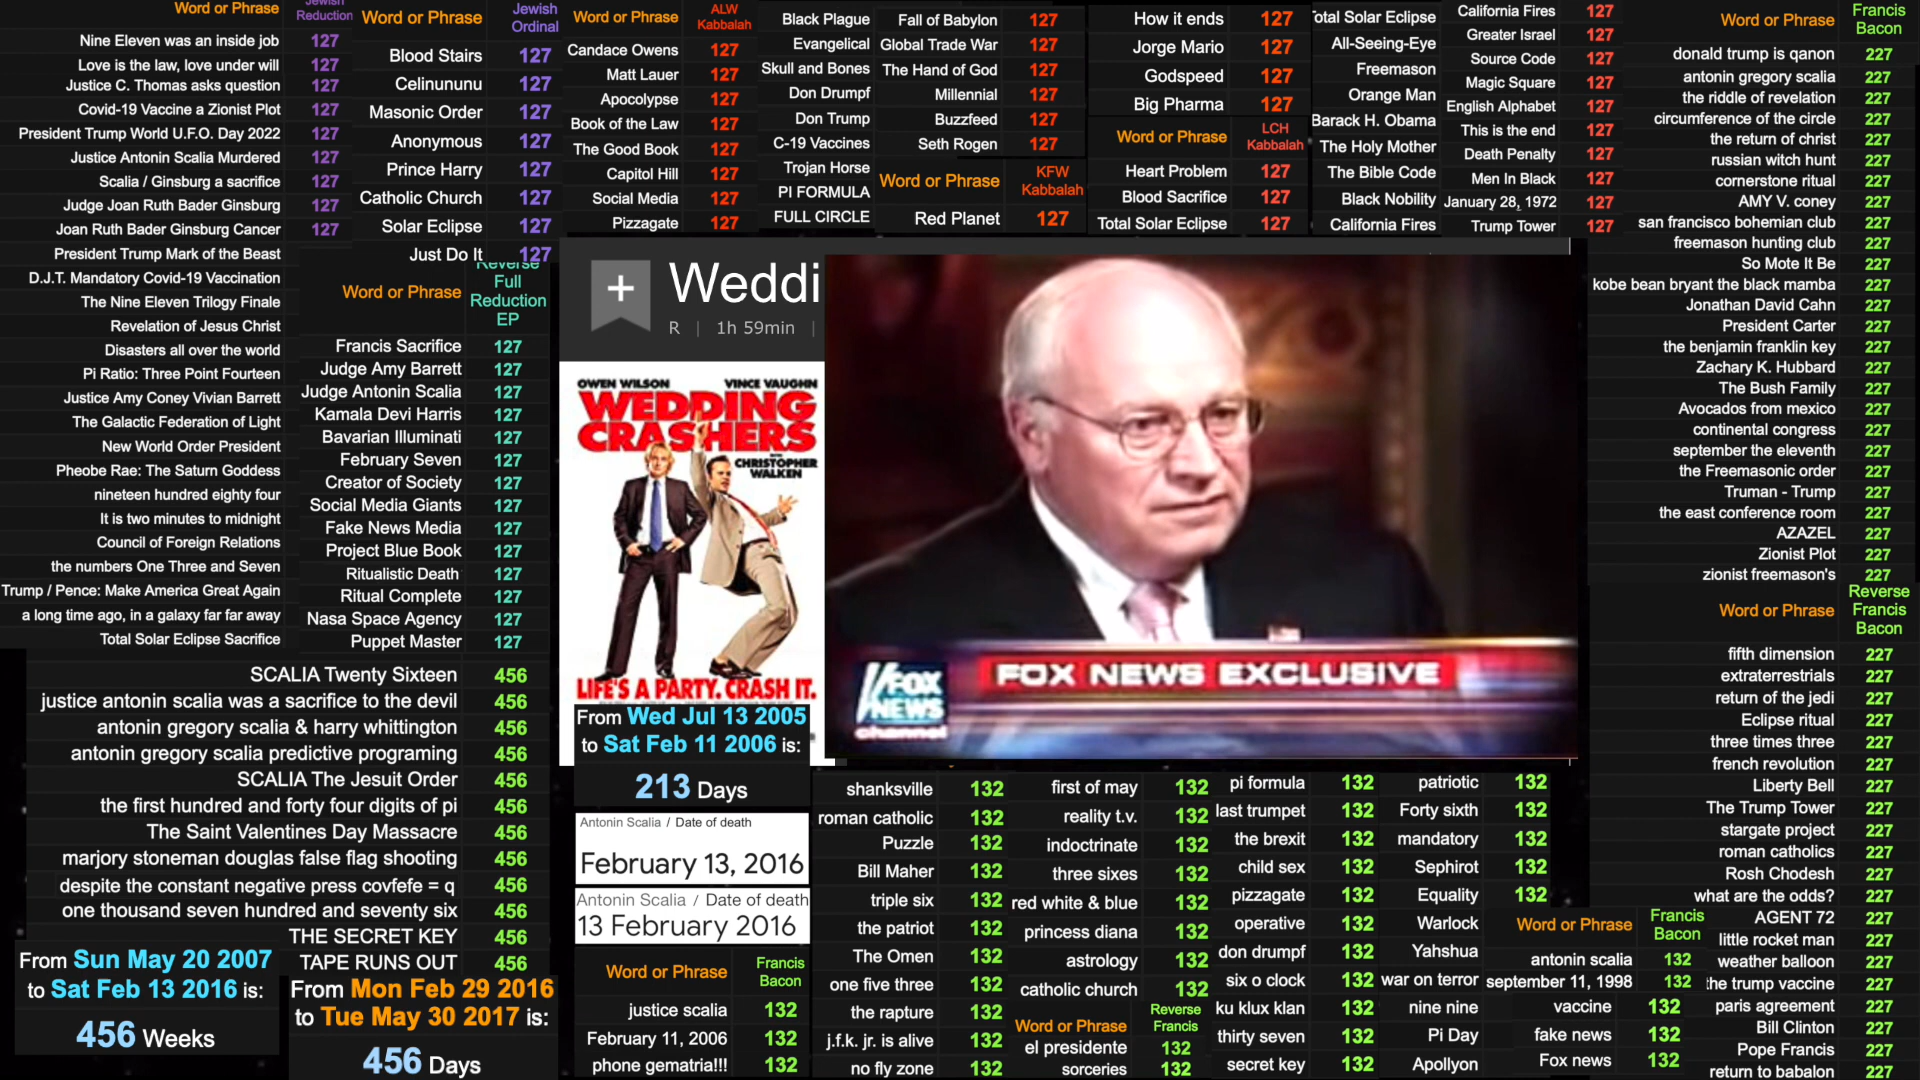 Word or Phrase
Jewish
Reduction
Nine Eleven was an inside job 127
Love is the law, love under will 127
Justice C. Thomas asks question 127
Covid-19 Vaccine a Zionist Plot 127
President Trump World U.F.O. Day 2022 127
Justice Antonin Scalia Murdered 127
Scalia / Ginsburg a sacrifice 127
Judge Joan Ruth Bader Ginsburg 127
Joan Ruth Bader Ginsburg Cancer 127
President Trump Mark of the Beast
D.J.T. Mandatory Covid-19 Vaccination
The Nine Eleven Trilogy Finale
Revelation of Jesus Christ
Disasters all over the world
Pi Ratio: Three Point Fourteen
Justice Amy Coney Vivian Barrett
The Galactic Federation of Light
New World Order President
Pheobe Rae: The Saturn Goddess
nineteen hundred eighty four
It is two minutes to midnight
Council of Foreign Relations
the numbers One Three and Seven
Trump / Pence: Make America Great Again
a long time ago, in a galaxy far far away
Total Solar Eclipse Sacrifice
Word or Phrase
Jewish
Ordinal
Blood Stairs 127
Celinununu 127
Masonic Order 127
Anonymous 127
Prince Harry 127
Catholic Church 127
Solar Eclipse 127
Just Do It 127
Word or Phrase
Reverse
Full
Reduction
EP
Francis Sacrifice 127
Judge Amy Barrett 127
Judge Antonin Scalia 127
Kamala Devi Harris 127
Bavarian Illuminati 127
February Seven 127
Creator of Society 127
Social Media Giants 127
Fake News Media 127
Project Blue Book 127
Ritualistic Death 127
Ritual Complete 127
Nasa Space Agency 127
Puppet Master 127
Word or Phrase
ALW
Kabbalah
Candace Owens 127
Matt Lauer 127
Apocolypse 127
Book of the Law 127
The Good Book 127
Capitol Hill 127
Social Media 127
Pizzagate 127
Black Plague
Evangelical
Skull and Bones
Don Drumpf
Don Trump
C-19 Vaccines
Trojan Horse
PI FORMULA
FULL CIRCLE
Fall of Babylon 127
Global Trade War 127
The Hand of God 127
Millennial 127
Buzzfeed 127
Seth Rogen 127
Word or Phrase
KFW
Kabbalah
Red Planet 127
How it ends 127
Jorge Mario 127
Godspeed 127
Big Pharma 127
Word or Phrase
LCH
Kabbalah
Heart Problem 127
Blood Sacrifice 127
Total Solar Eclipse 127
Total Solar Eclipse
All-Seeing-Eye
Freemason
Orange Man
Barack H. Obama
The Holy Mother
The Bible Code
Black Nobility
California Fires
California Fires 127
Greater Israel 127
Source Code 127
Magic Square 127
English Alphabet 127
This is the end 127
Death Penalty 127
Men In Black 127
January 28, 1972 127
Trump Tower 127
Word or Phrase
Francis
Bacon
donald trump is qanon 227
antonin gregory scalia 227
the riddle of revelation 227
circumference of the circle 227
the return of christ 227
russian witch hunt 227
cornerstone ritual 227
AMY V. coney 227
san francisco bohemian club 227
freemason hunting club 227
So Mote It Be 227
kobe bean bryant the black mamba 227
Jonathan David Cahn 227
President Carter 227
the benjamin franklin key 227
Zachary K. Hubbard 227
The Bush Family 227
Avocados from mexico 227
continental congress 227
september the eleventh 227
the Freemasonic order 227
Truman - Trump 227
the east conference room 227
AZAZEL 227
Zionist Plot 227
zionist freemason's 227
Word or Phrase
Reverse
Francis
Bacon
fifth dimension 227
extraterrestrials 227
return of the jedi 227
Eclipse ritual 227
three times three 227
french revolution 227
Liberty Bell 227
The Trump Tower 227
stargate project 227
roman catholics 227
Rosh Chodesh 227
what are the odds? 227
AGENT 72 227
little rocket man 227
weather balloon 227
the trump vaccine 227
paris agreement 227
Bill Clinton 227
Pope Francis 227
return to babalon 227
Weddi
R | 1h 59min |
OWEN WILSON VINCE VAUGHN
WEDDING
CRASHERS
WITH
CHRISTOPHER
WALKEN
LIFE'S A PARTY. CRASH IT.
FOX
NEWS
channel
FOX NEWS EXCLUSIVE
SCALIA Twenty Sixteen 456
justice antonin scalia was a sacrifice to the devil 456
antonin gregory scalia & harry whittington 456
antonin gregory scalia predictive programing 456
SCALIA The Jesuit Order 456
the first hundred and forty four digits of pi 456
The Saint Valentines Day Massacre 456
marjory stoneman douglas false flag shooting 456
despite the constant negative press covfefe = q 456
one thousand seven hundred and seventy six 456
THE SECRET KEY 456
TAPE RUNS OUT 456
From Sun May 20 2007
to Sat Feb 13 2016 is:
456 Weeks
From Mon Feb 29 2016
to Tue May 30 2017 is:
456 Days
From Wed Jul 13 2005
to Sat Feb 11 2006 is:
213 Days
Antonin Scalia / Date of death
February 13, 2016
Antonin Scalia / Date of death
13 February 2016
Word or Phrase
Francis
Bacon
justice scalia 132
February 11, 2006 132
phone gematria!!! 132
shanksville 132
roman catholic 132
Puzzle 132
Bill Maher 132
triple six 132
the patriot 132
The Omen 132
one five three 132
the rapture 132
j.f.k. jr. is alive 132
no fly zone 132
first of may 132
reality t.v. 132
indoctrinate 132
three sixes 132
red white & blue 132
princess diana 132
astrology 132
catholic church 132
Word or Phrase
Reverse
Francis
el presidente 132
sorceries 132
pi formula 132
last trumpet 132
the brexit 132
child sex 132
pizzagate 132
operative 132
don drumpf 132
six o clock 132
ku klux klan 132
thirty seven 132
secret key 132
patriotic 132
Forty sixth 132
mandatory 132
Sephirot 132
Equality 132
Warlock
Yahshua
war on terror
nine nine
Pi Day
Apollyon
Word or Phrase
Francis
Bacon
antonin scalia 132
september 11, 1998 132
vaccine 132
fake news 132
Fox news 132